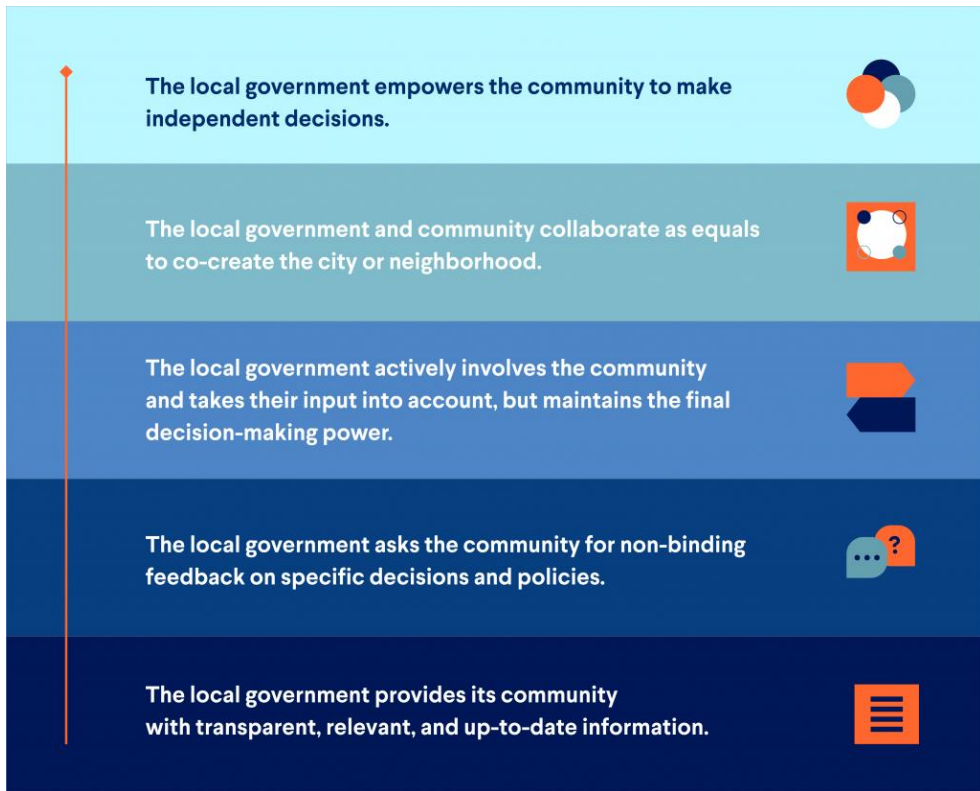 The local government empowers the community to make
independent decisions.
The local government and community collaborate as equals
to co-create the city or neighborhood.
The local government actively involves the community
and takes their input into account, but maintains the final
decision-making power.
The local government asks the community for non-binding
feedback on specific decisions and policies.
?
The local government provides its community
with transparent, relevant, and up-to-date information.